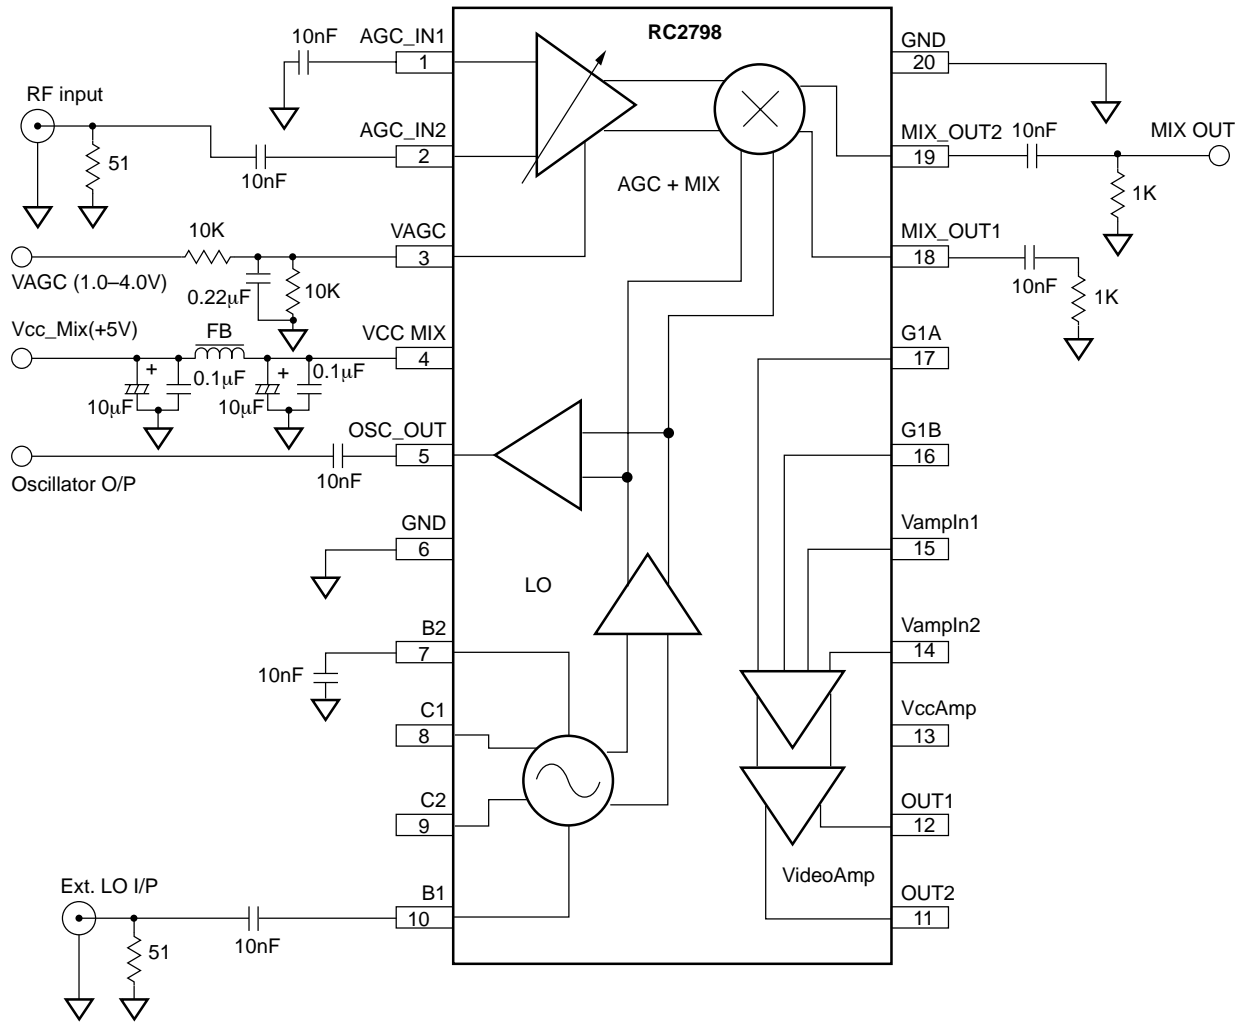 RC2798
10nF
AGC_IN1
1
RF input
51
10nF
AGC_IN2
2
10K
VAGC
3
VAGC (1.0–4.0V)
0.22μF
10K
Vcc_Mix(+5V)
FB
VCC MIX
4
+
0.1μF
+
0.1μF
10μF
10μF
OSC_OUT
5
10nF
Oscillator O/P
GND
6
B2
7
10nF
C1
8
C2
9
Ext. LO I/P
B1
10
51
10nF
AGC + MIX
LO
VideoAmp
GND
20
MIX_OUT2
19
10nF
MIX OUT
1K
MIX_OUT1
18
10nF
1K
G1A
17
G1B
16
VampIn1
15
VampIn2
14
VccAmp
13
OUT1
12
OUT2
11